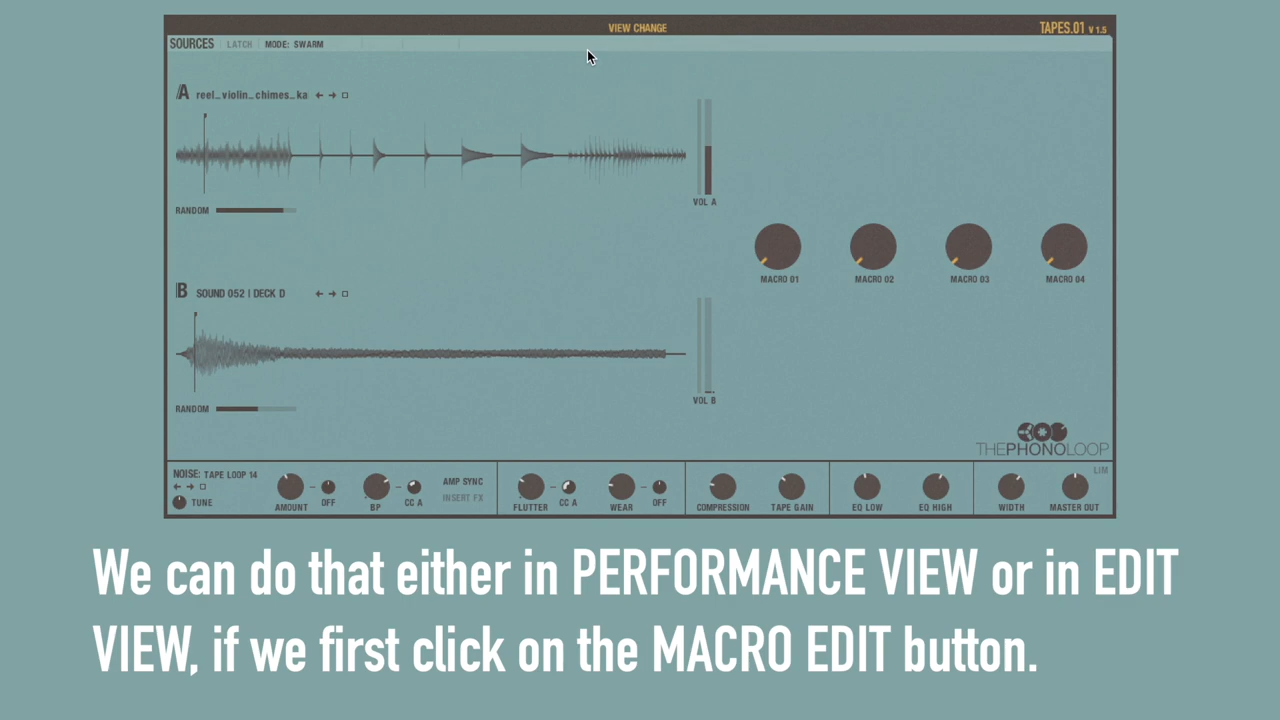 VIEW CHANGE
TAPES.01 V 1.5
SOURCES LATCH MODE: SWARM
A reel_violin_chimes_ka
VOL A
RANDOM
MACRO 01 MACRO 02 MACRO 03 MACRO 04
B SOUND 052 | DECK D
VOL B
RANDOM
THEPHONOLOOP
NOISE: TAPE LOOP 14
TUNE
AMOUNT
OFF
BP
CC A
AMP SYNC
INSERT FX
FLUTTER
CC A
WEAR
OFF
COMPRESSION
TAPE GAIN
EQ LOW
EQ HIGH
WIDTH
LIM
MASTER OUT
We can do that either in PERFORMANCE VIEW or in EDIT
VIEW, if we first click on the MACRO EDIT button.